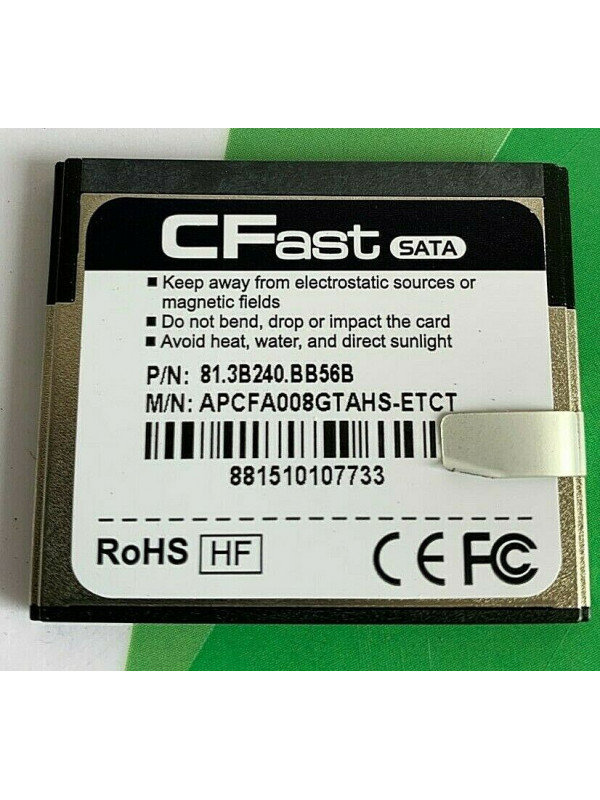 CFast SATA
Keep away from electrostatic sources or
magnetic fields
Do not bend, drop or impact the card
Avoid heat, water, and direct sunlight
P/N: 81.3B240.BB56B
M/N: APCFA008GTAHS-ETCT
881510107733
RoHS HF CE FC